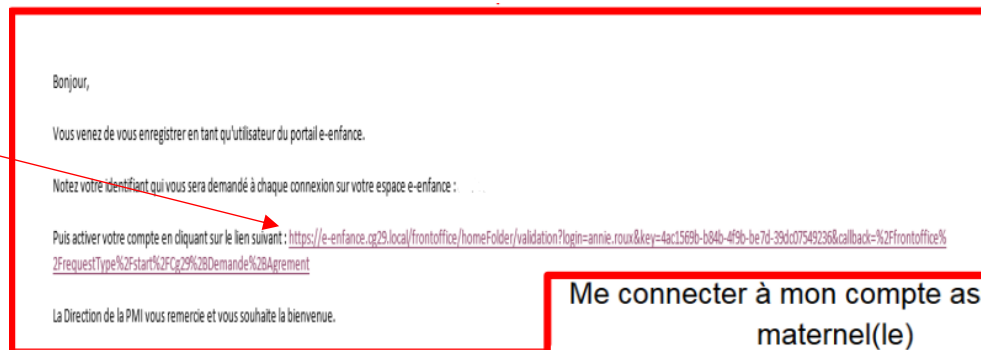 Bonjour,
Vous venez de vous enregistrer en tant qu'utilisateur du portail e-enfance.
Notez votre identifiant qui vous sera demandé à chaque connexion sur votre espace e-enfance :
Puis activer votre compte en cliquant sur le lien suivant : https://e-enfance.cg29.local/frontoffice/homeFolder/validation?login=annie.roux&key=4ac1569b-b84b-4f9b-be7d-39dc07549236&callback=%2Ffrontoffice%
2FrequestType%2Fstart%2FCg29%2BDemande%2BAgrement
La Direction de la PMI vous remercie et vous souhaite la bienvenue.
Me connecter à mon compte as
maternel(le)